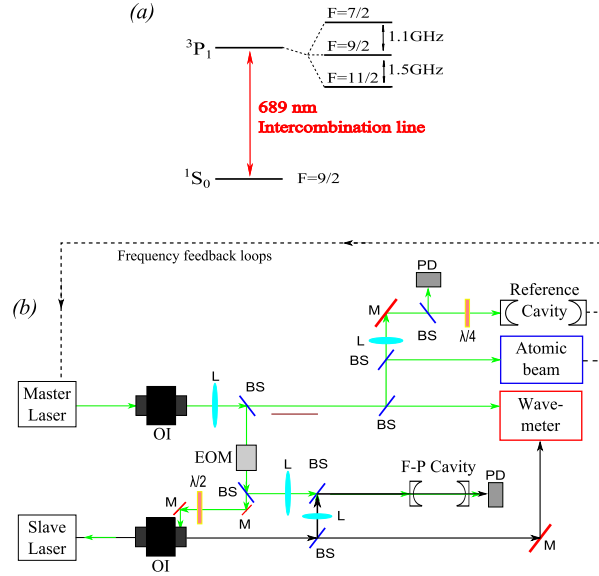 (a)
F=7/2
1.1GHz
³P₁
F=9/2
1.5GHz
F=11/2
689 nm
Intercombination line
¹S₀
F=9/2
Frequency feedback loops
(b)
PD
Reference
Cavity
M
BS
λ/4
L
BS
Atomic
beam
Master
Laser
L
BS
OI
BS
Wave-
meter
EOM
L
BS
F-P Cavity
PD
λ/2
BS
M
M
L
Slave
Laser
OI
BS
M